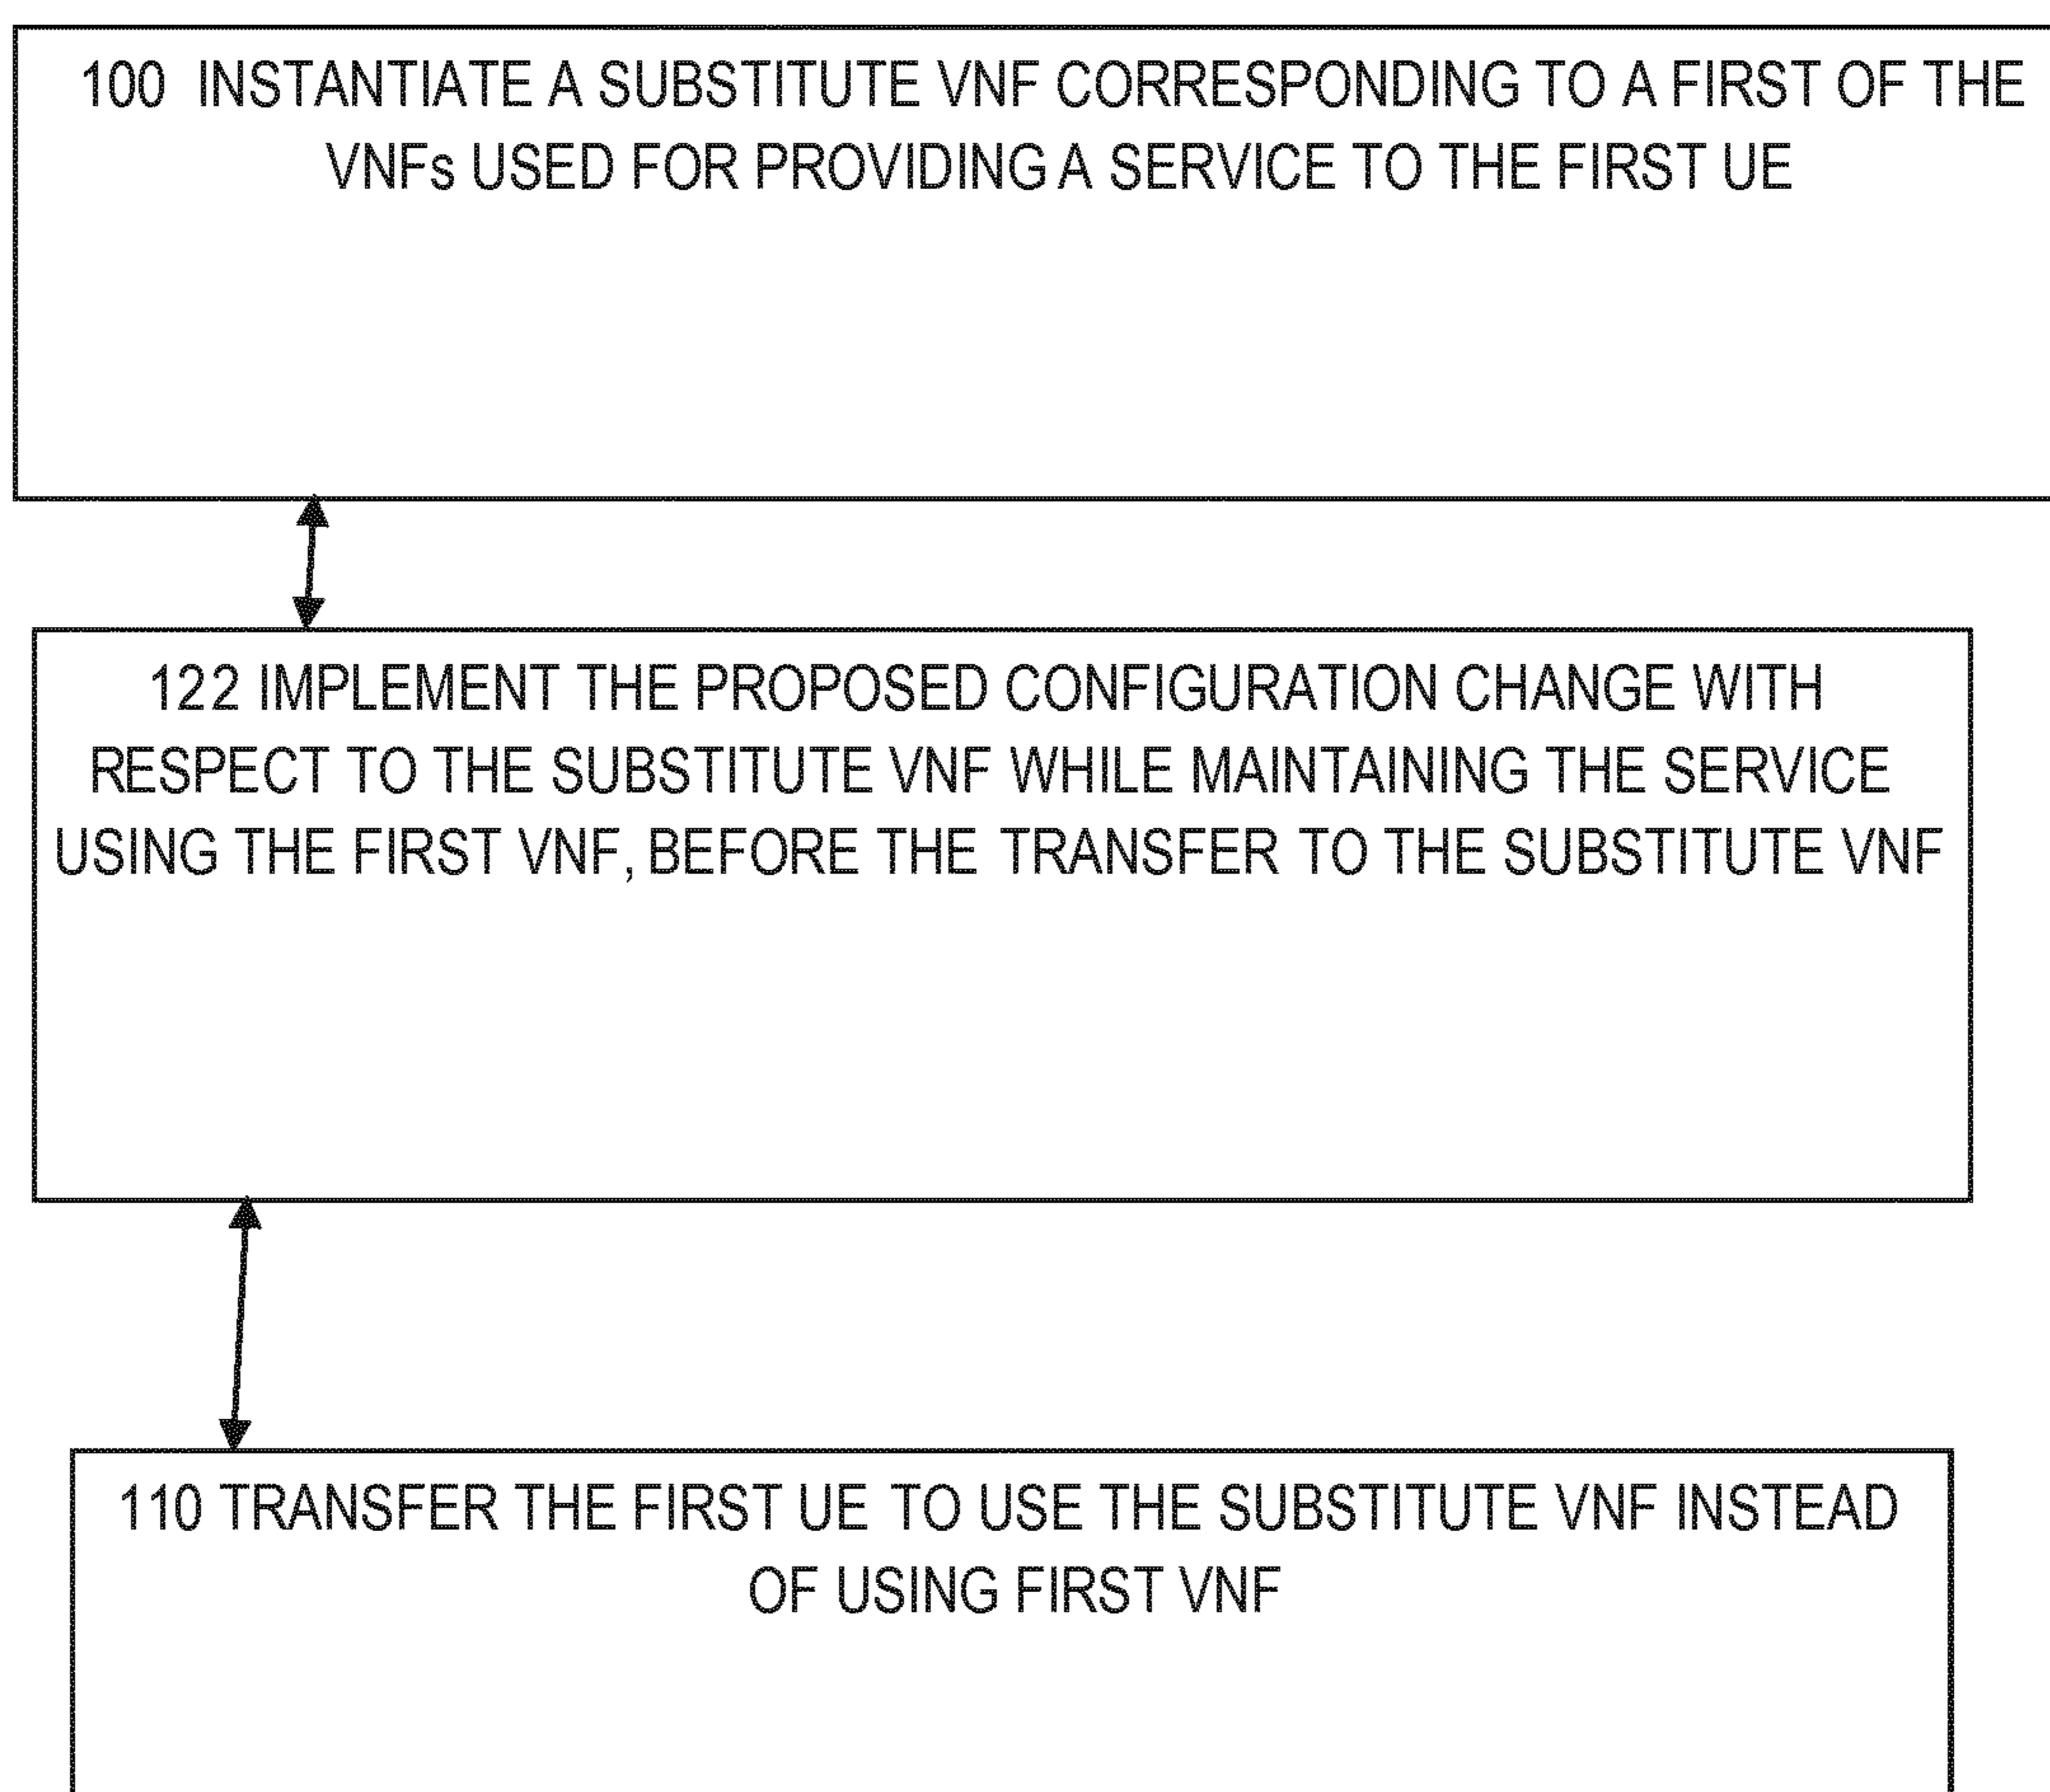 100 INSTANTIATE A SUBSTITUTE VNF CORRESPONDING TO A FIRST OF THE
VNFs USED FOR PROVIDING A SERVICE TO THE FIRST UE
122 IMPLEMENT THE PROPOSED CONFIGURATION CHANGE WITH
RESPECT TO THE SUBSTITUTE VNF WHILE MAINTAINING THE SERVICE
USING THE FIRST VNF, BEFORE THE TRANSFER TO THE SUBSTITUTE VNF
110 TRANSFER THE FIRST UE TO USE THE SUBSTITUTE VNF INSTEAD
OF USING FIRST VNF